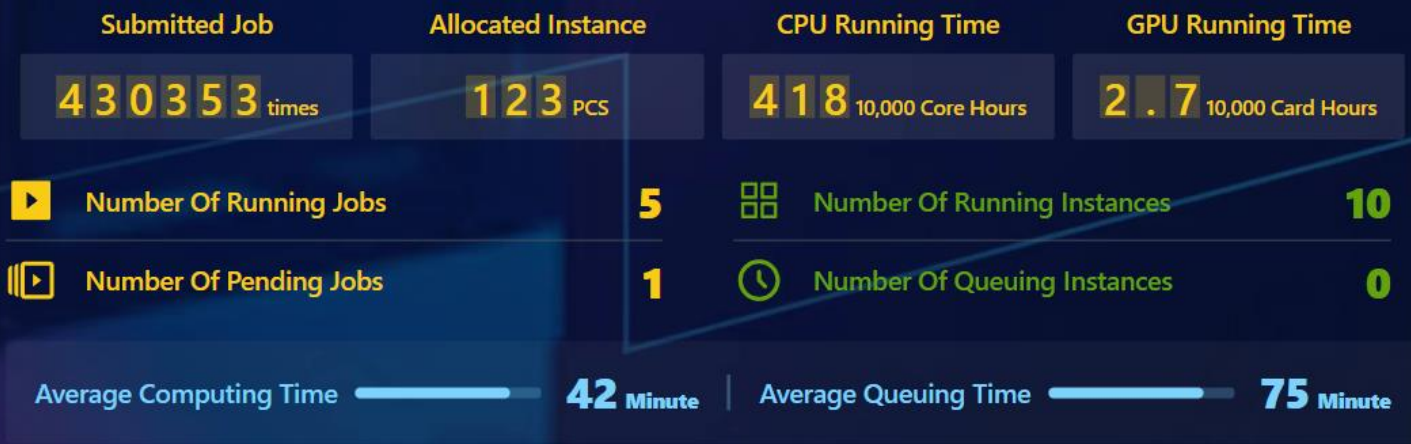 Submitted Job
Allocated Instance
CPU Running Time
GPU Running Time
430353 times
123 PCS
418 10,000 Core Hours
2.7 10,000 Card Hours
Number Of Running Jobs 5
Number Of Running Instances 10
Number Of Pending Jobs 1
Number Of Queuing Instances 0
Average Computing Time 42 Minute
Average Queuing Time 75 Minute